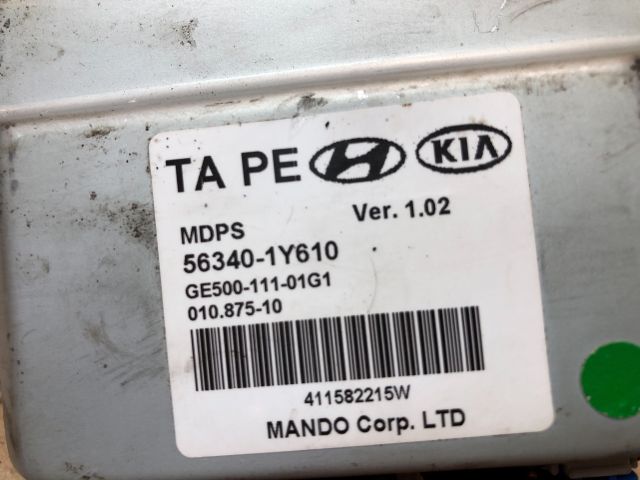 TA PE KIA
Ver. 1.02
MDPS
56340-1Y610
GE500-111-01G1
010.875-10
411582215W
MANDO Corp. LTD